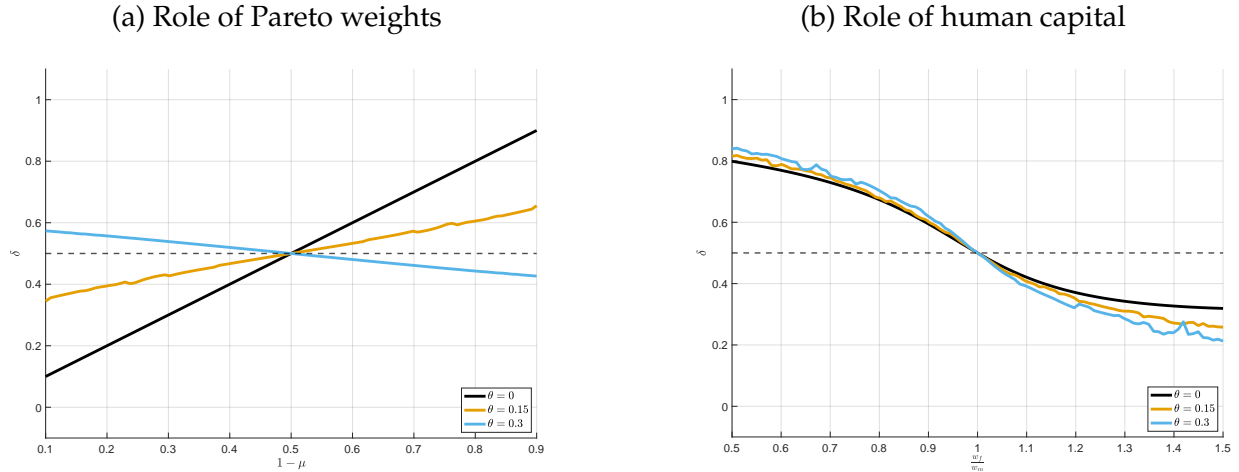 (a) Role of Pareto weights
1
0.8
0.6
δ
0.4
0.2
0
0.1 0.2 0.3 0.4 0.5 0.6 0.7 0.8 0.9
1 − μ
θ = 0
θ = 0.15
θ = 0.3
(b) Role of human capital
1
0.8
0.6
δ
0.4
0.2
0
0.5 0.6 0.7 0.8 0.9 1.0 1.1 1.2 1.3 1.4 1.5
w_f
w_m
θ = 0
θ = 0.15
θ = 0.3